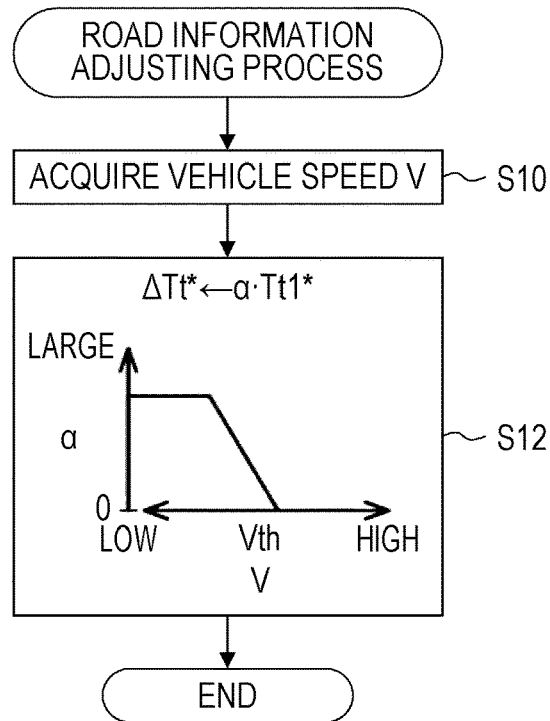 ROAD INFORMATION
ADJUSTING PROCESS
ACQUIRE VEHICLE SPEED V
S10
ΔTt*←α·Tt1*
LARGE
α
S12
0
LOW
Vth
HIGH
V
END